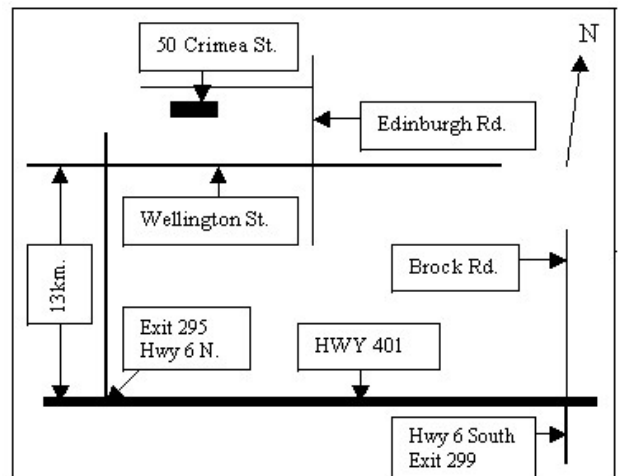 50 Crimea St.
N
Edinburgh Rd.
Wellington St.
13km.
Brock Rd.
Exit 295
Hwy 6 N.
HWY 401
Hwy 6 South
Exit 299